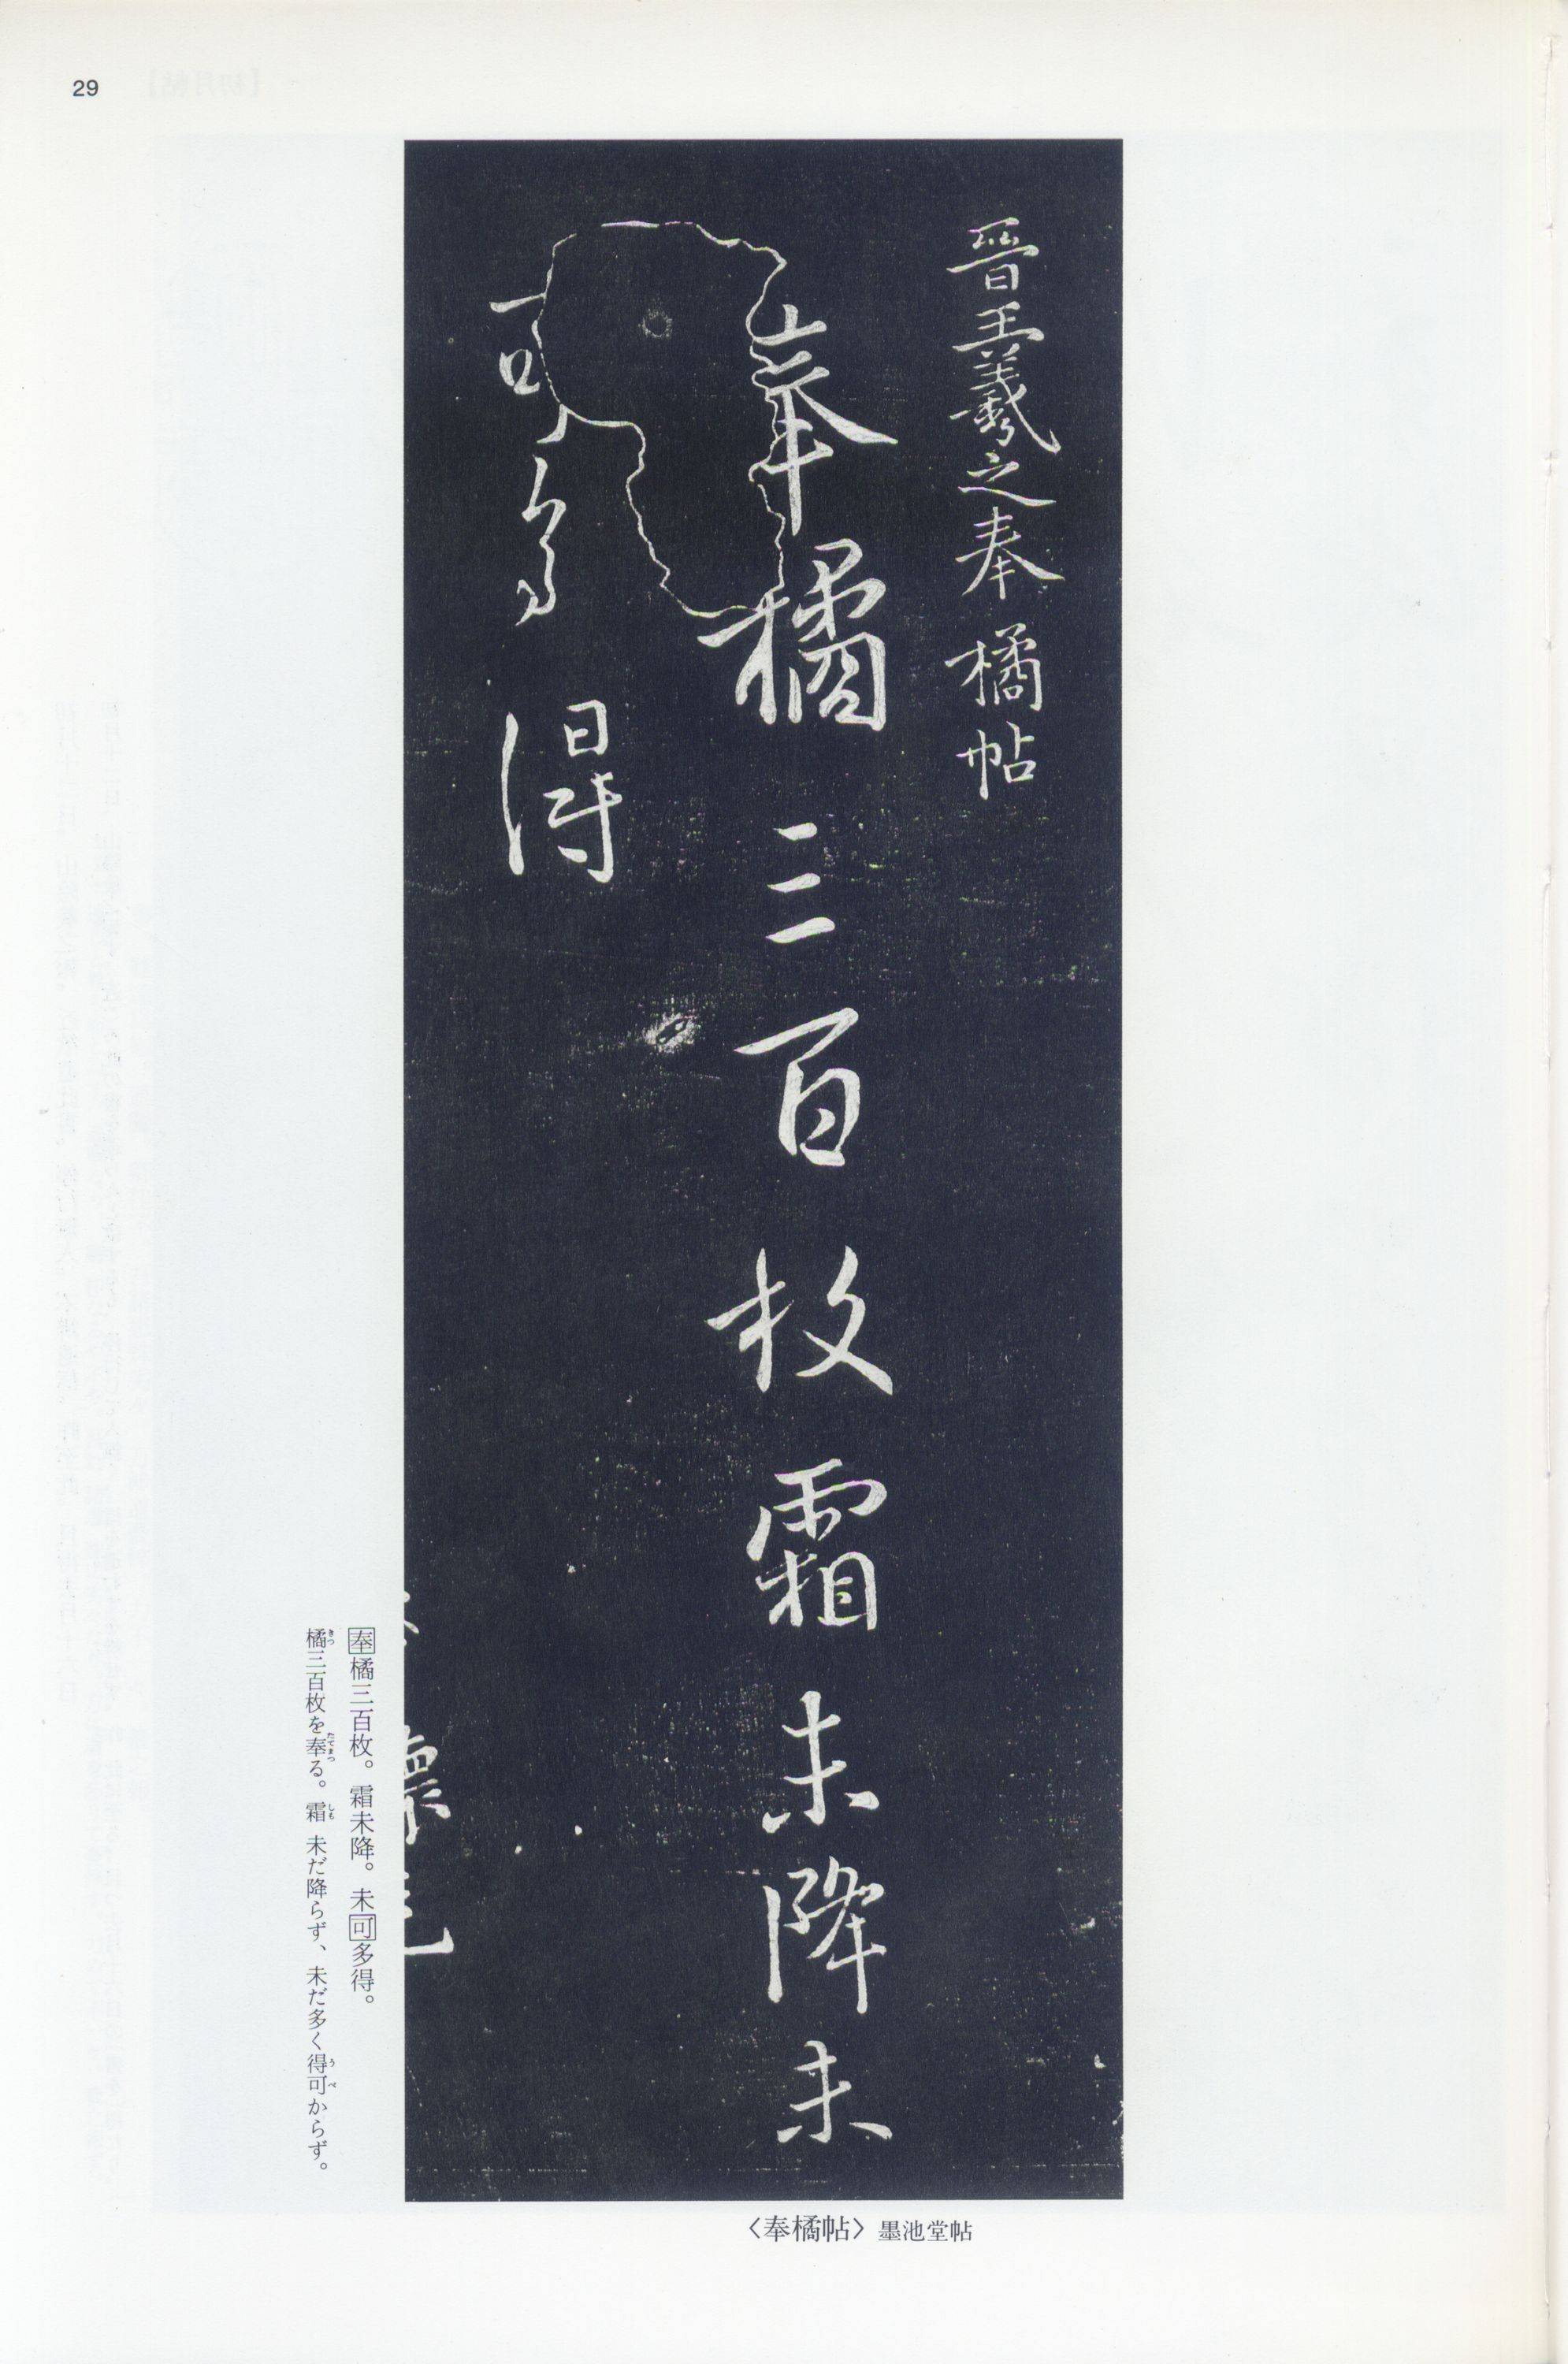 29
晉王羲之奉橘帖
奉橘三百枚霜未降未
可多得
奉橘三百枚。霜未降。未可多得。
橘三百枚を奉る。霜未だ降らず、未だ多く得可からず。
〈奉橘帖〉 墨池堂帖